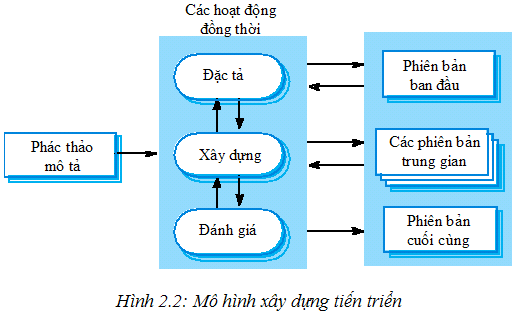 Các hoạt động
đồng thời
Đặc tả
Phiên bản
ban đầu
Phác thảo
mô tả
Xây dựng
Các phiên bản
trung gian
Đánh giá
Phiên bản
cuối cùng
Hình 2.2: Mô hình xây dựng tiến triển